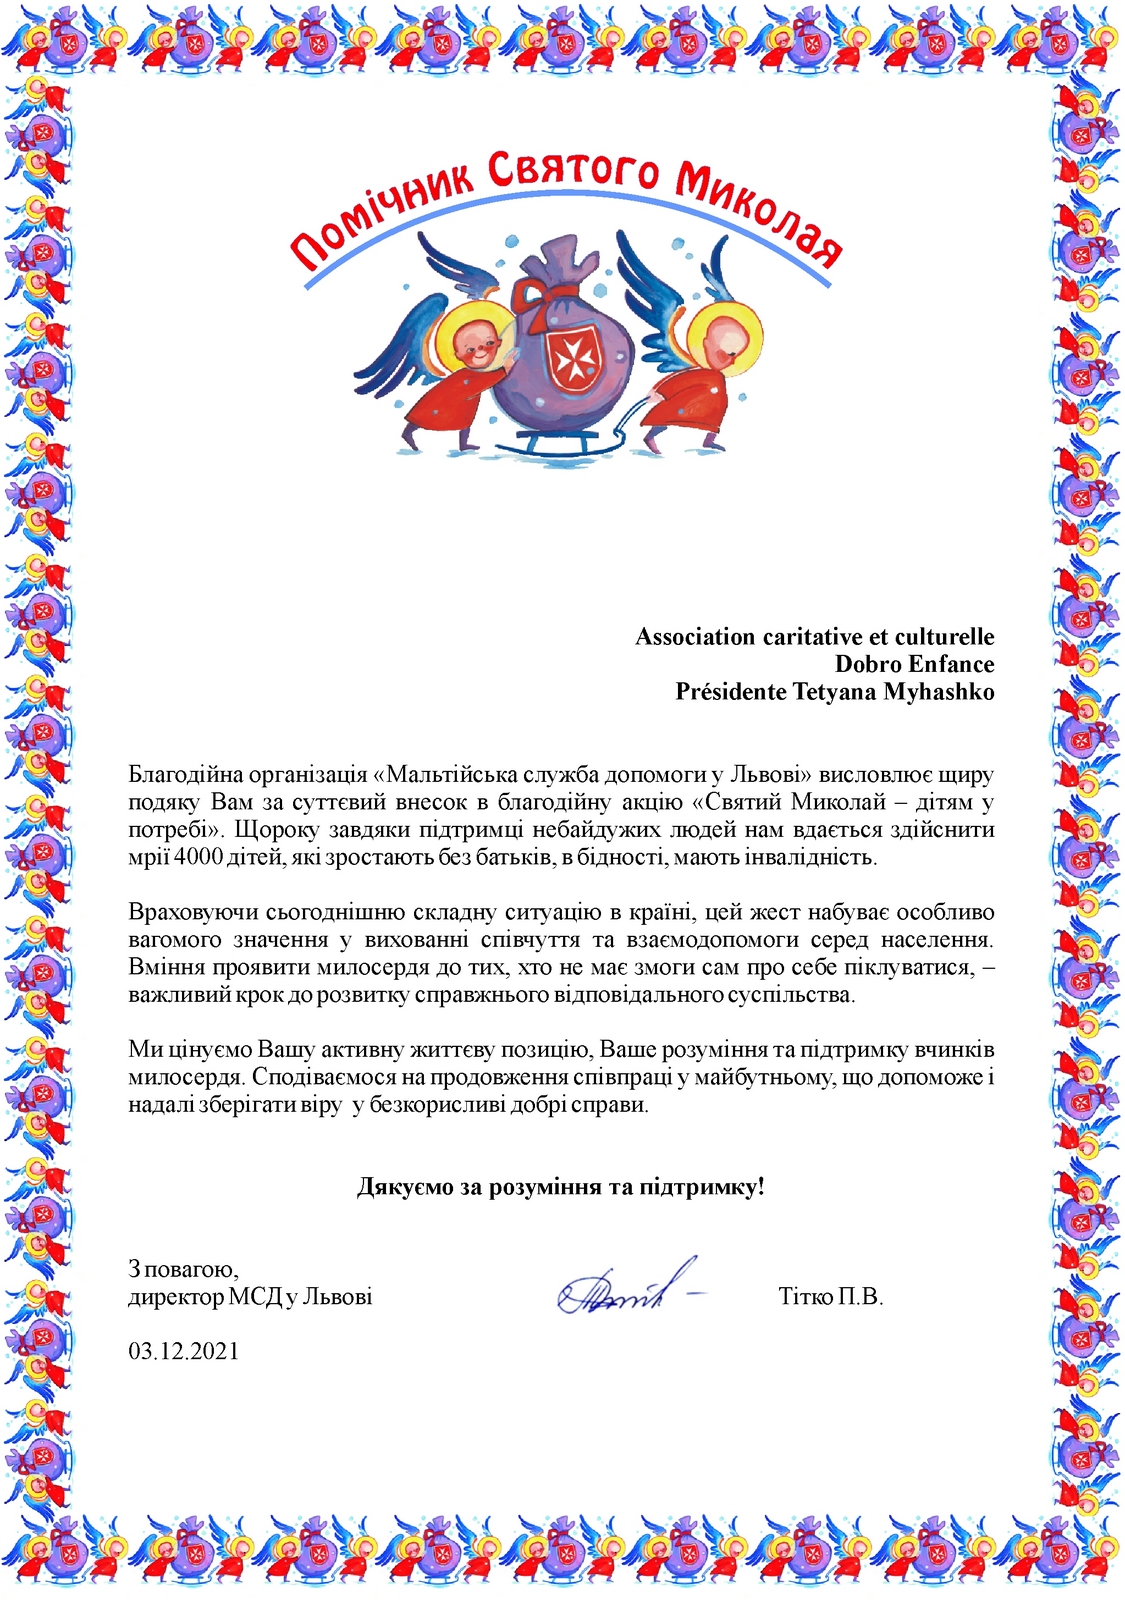 Помічник Святого Миколая
Association caritative et culturelle
Dobro Enfance
Présidente Tetyana Myhashko
Благодійна організація «Мальтійська служба допомоги у Львові» висловлює щиру
подяку Вам за суттєвий внесок в благодійну акцію «Святий Миколай – дітям у
потребі». Щороку завдяки підтримці небайдужих людей нам вдається здійснити
мрії 4000 дітей, які зростають без батьків, в бідності, мають інвалідність.
Враховуючи сьогоднішню складну ситуацію в країні, цей жест набуває особливо
вагомого значення у вихованні співчуття та взаємодопомоги серед населення.
Вміння проявити милосердя до тих, хто не має змоги сам про себе піклуватися, –
важливий крок до розвитку справжнього відповідального суспільства.
Ми цінуємо Вашу активну життєву позицію, Ваше розуміння та підтримку вчинків
милосердя. Сподіваємося на продовження співпраці у майбутньому, що допоможе і
надалі зберігати віру у безкорисливі добрі справи.
Дякуємо за розуміння та підтримку!
З повагою,
директор МСД у Львові Тітко П.В.
03.12.2021